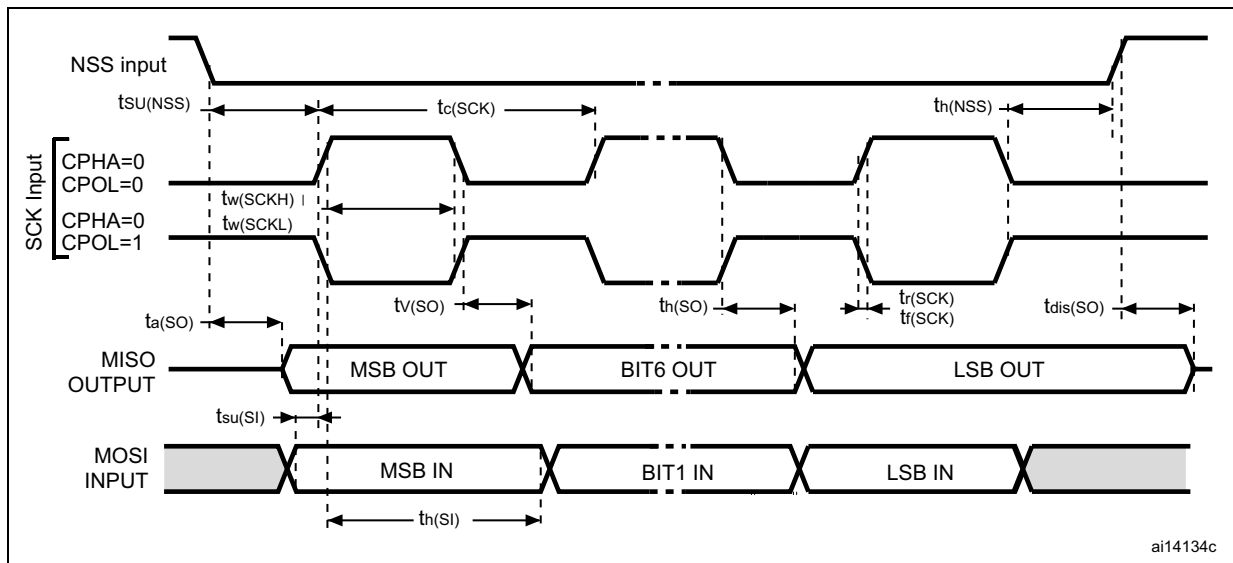 NSS input
tSU(NSS)
tc(SCK)
th(NSS)
SCK Input
CPHA=0
CPOL=0
tw(SCKH)
CPHA=0
CPOL=1
tw(SCKL)
tV(SO)
th(SO)
tr(SCK)
tf(SCK)
ta(SO)
tdis(SO)
MISO
OUTPUT
MSB OUT
BIT6 OUT
LSB OUT
tsu(SI)
MOSI
INPUT
MSB IN
BIT1 IN
LSB IN
th(SI)
ai14134c